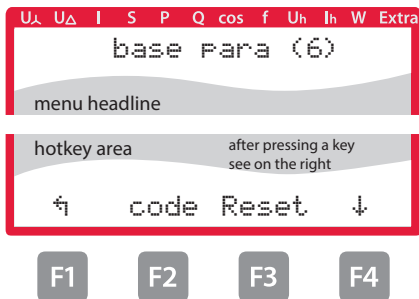 U⅄ U△ I S P Q cos f Uh Ih W Extra
base para (6)
menu headline
hotkey area
after pressing a key
see on the right
↰ code Reset ↓
F1 F2 F3 F4